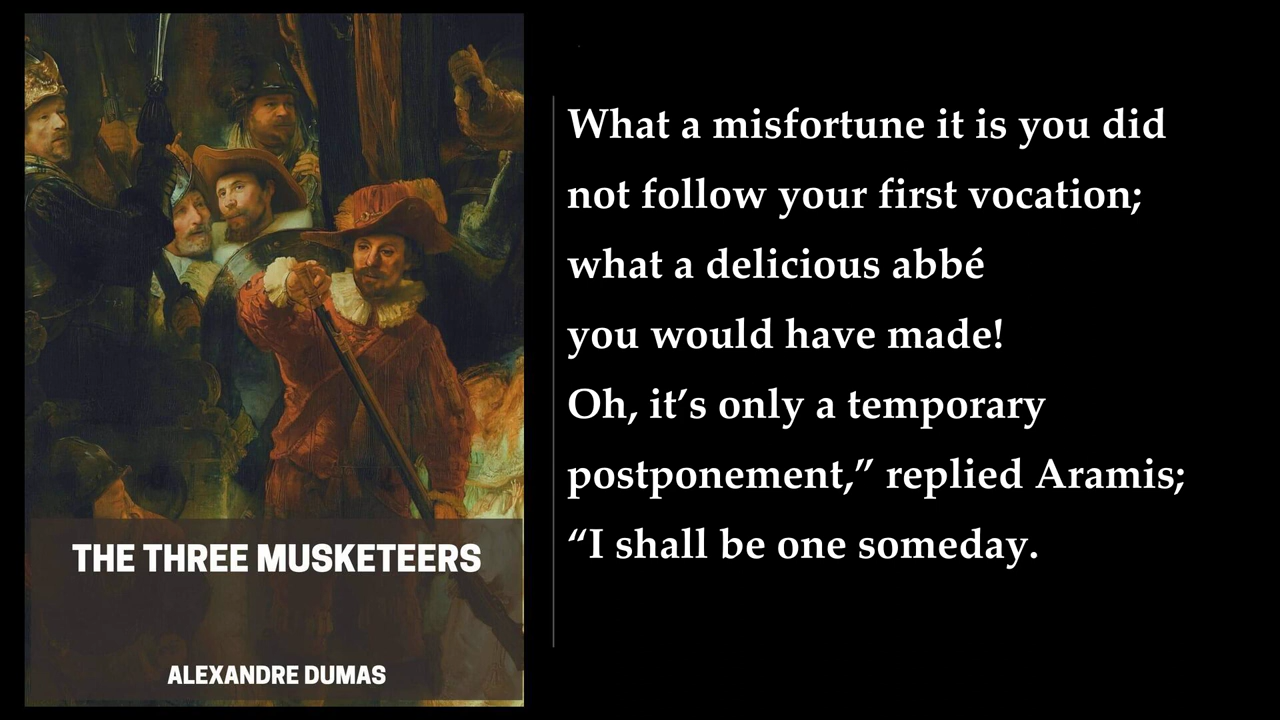 THE THREE MUSKETEERS
ALEXANDRE DUMAS
What a misfortune it is you did
not follow your first vocation;
what a delicious abbé
you would have made!
Oh, it’s only a temporary
postponement,” replied Aramis;
“I shall be one someday.